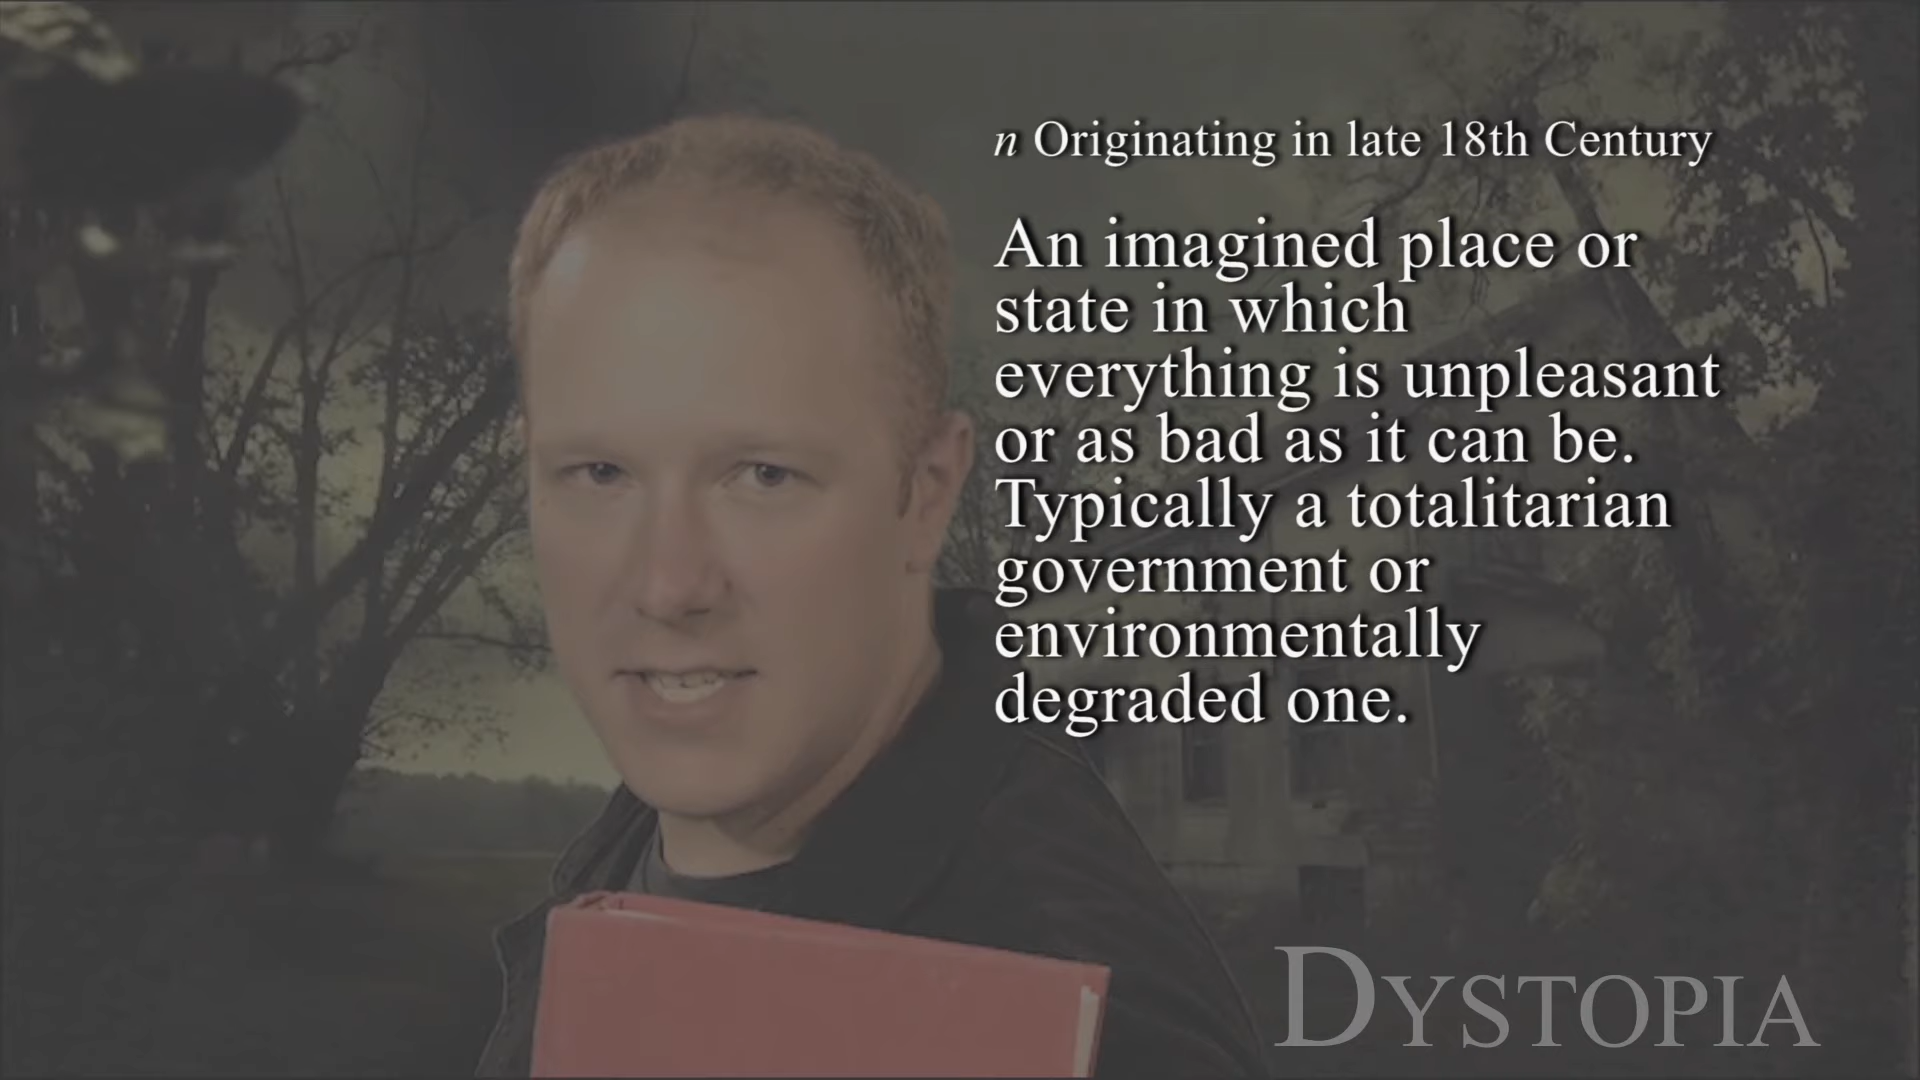 n Originating in late 18th Century
An imagined place or
state in which
everything is unpleasant
or as bad as it can be.
Typically a totalitarian
government or
environmentally
degraded one.
DYSTOPIA